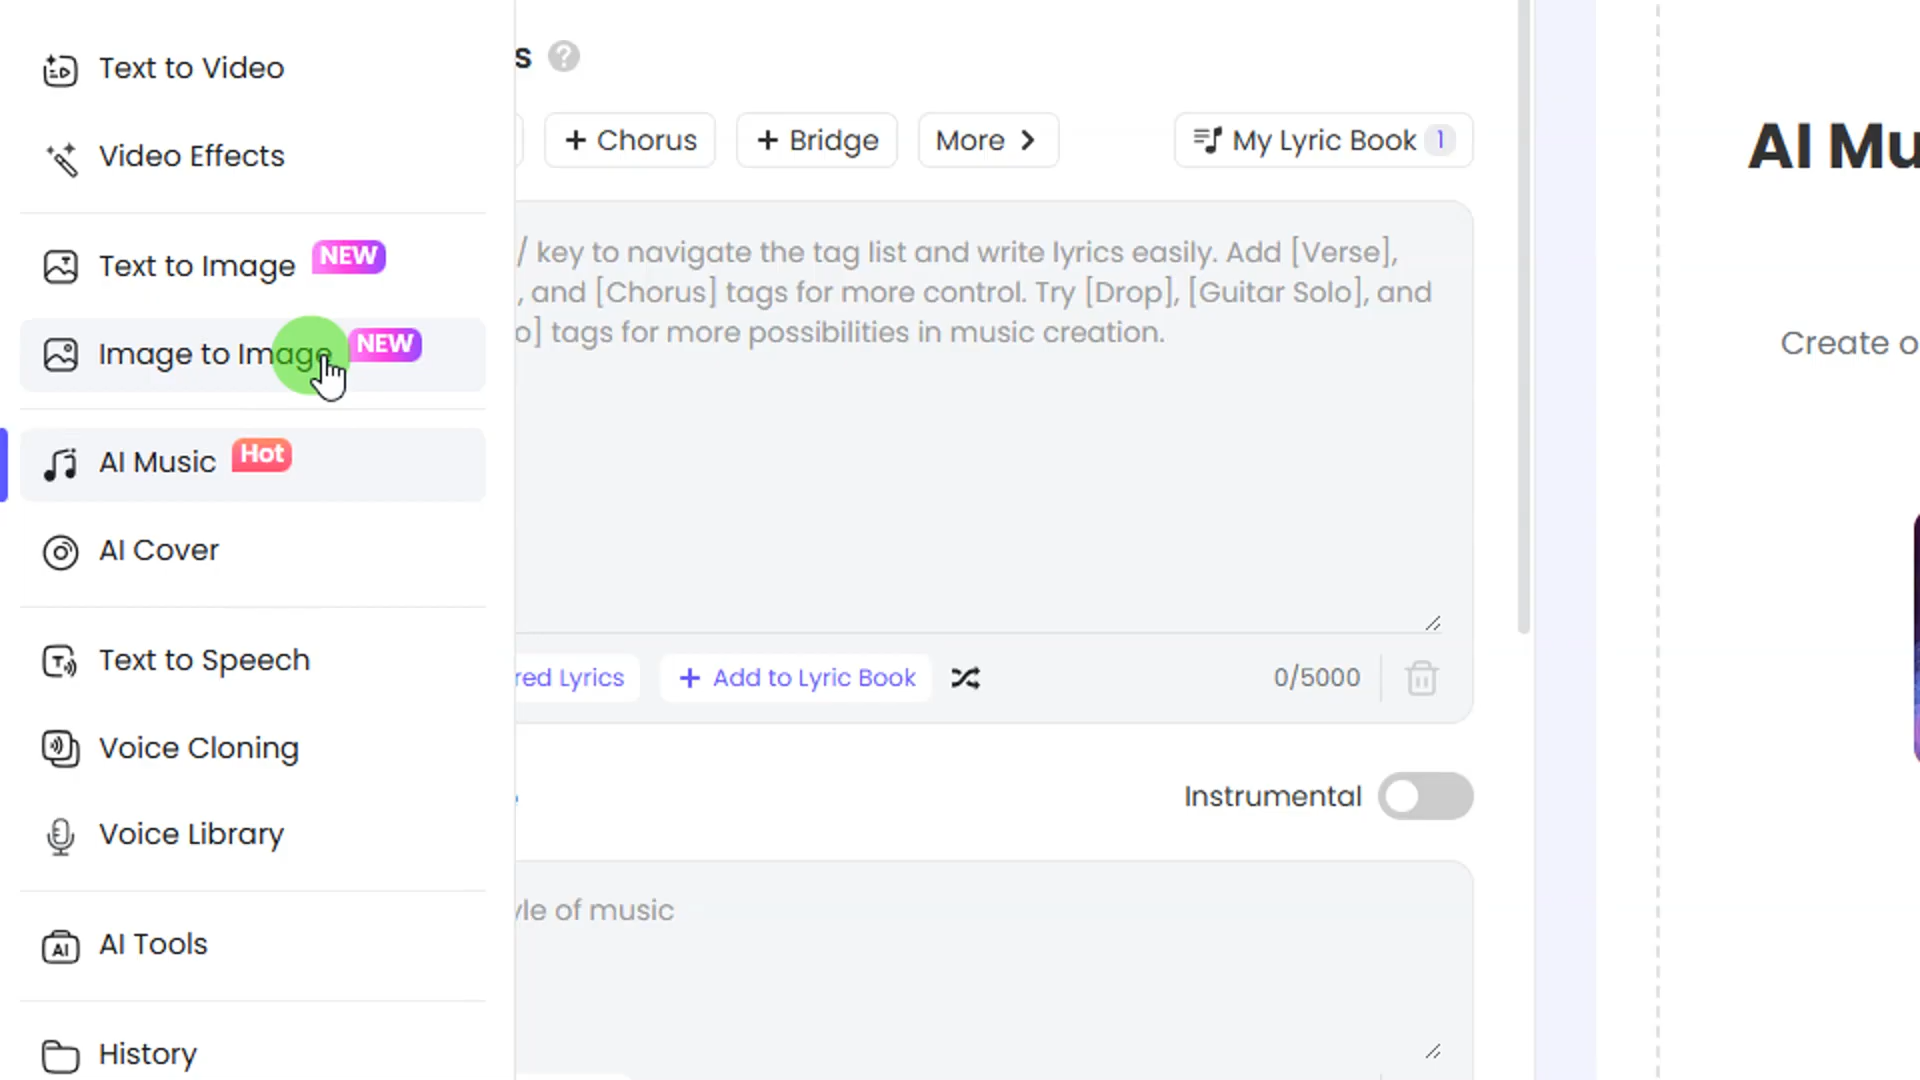 Text to Video
Video Effects
Text to Image NEW
Image to Image NEW
AI Music Hot
AI Cover
Text to Speech
Voice Cloning
Voice Library
AI Tools
History
s ?
+ Chorus + Bridge More > My Lyric Book 1
/ key to navigate the tag list and write lyrics easily. Add [Verse],
, and [Chorus] tags for more control. Try [Drop], [Guitar Solo], and
o] tags for more possibilities in music creation.
red Lyrics + Add to Lyric Book 0/5000
Instrumental
yle of music
AI Mu
Create o